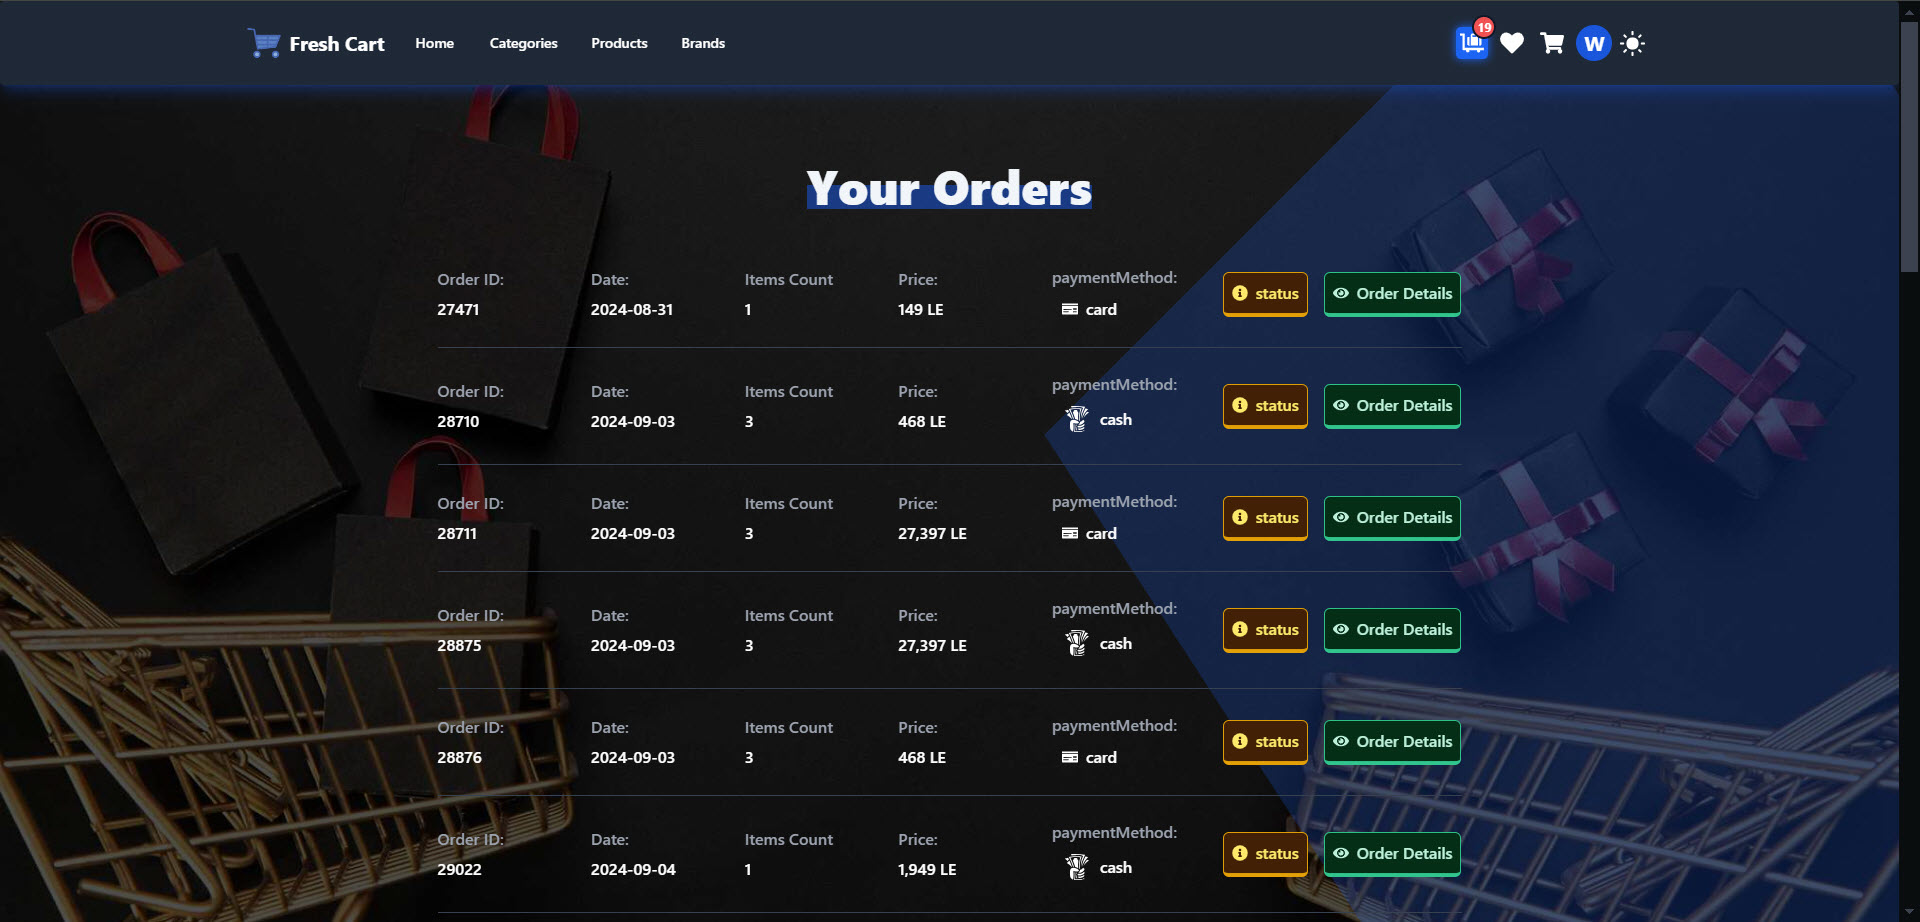 Fresh Cart Home Categories Products Brands 19 W
Your Orders
Order ID: Date: Items Count Price: paymentMethod:
27471 2024-08-31 1 149 LE card status Order Details
Order ID: Date: Items Count Price: paymentMethod:
28710 2024-09-03 3 468 LE cash status Order Details
Order ID: Date: Items Count Price: paymentMethod:
28711 2024-09-03 3 27,397 LE card status Order Details
Order ID: Date: Items Count Price: paymentMethod:
28875 2024-09-03 3 27,397 LE cash status Order Details
Order ID: Date: Items Count Price: paymentMethod:
28876 2024-09-03 3 468 LE card status Order Details
Order ID: Date: Items Count Price: paymentMethod:
29022 2024-09-04 1 1,949 LE cash status Order Details